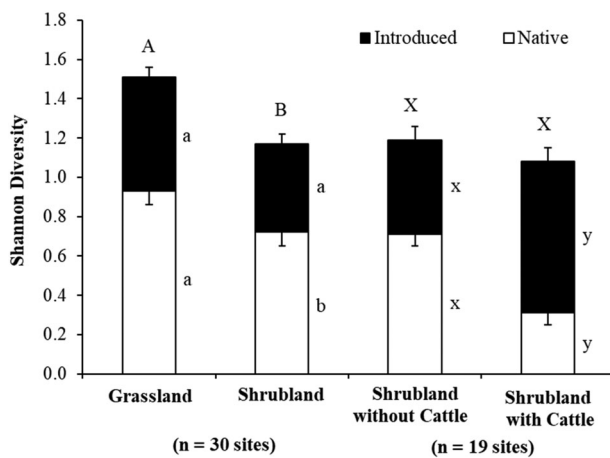 Shannon Diversity
1.8
1.6
1.4
1.2
1.0
0.8
0.6
0.4
0.2
0.0
Introduced Native
A
B
X
X
a
a
x
y
a
b
x
y
Grassland
Shrubland
Shrubland
without Cattle
Shrubland
with Cattle
(n = 30 sites)
(n = 19 sites)